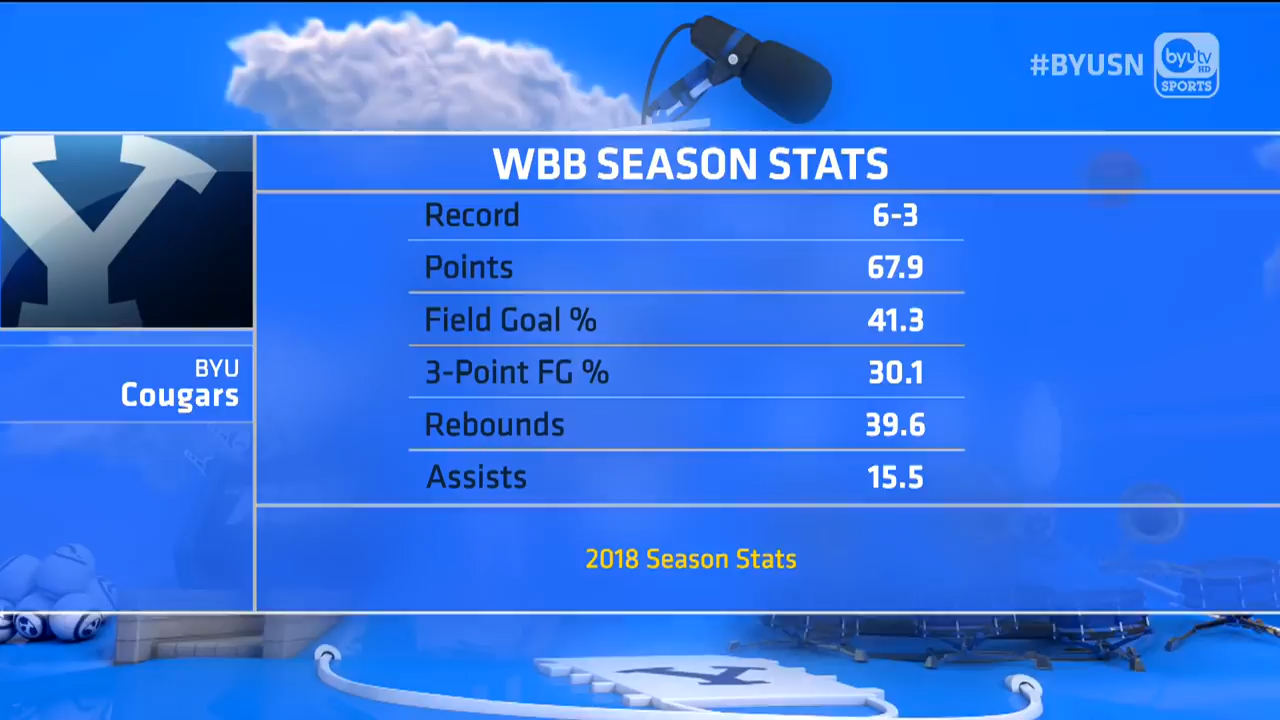 #BYUSN
byutv
HD
SPORTS
WBB SEASON STATS
Record 6-3
Points 67.9
Field Goal % 41.3
3-Point FG % 30.1
Rebounds 39.6
Assists 15.5
BYU
Cougars
2018 Season Stats
Y
Y